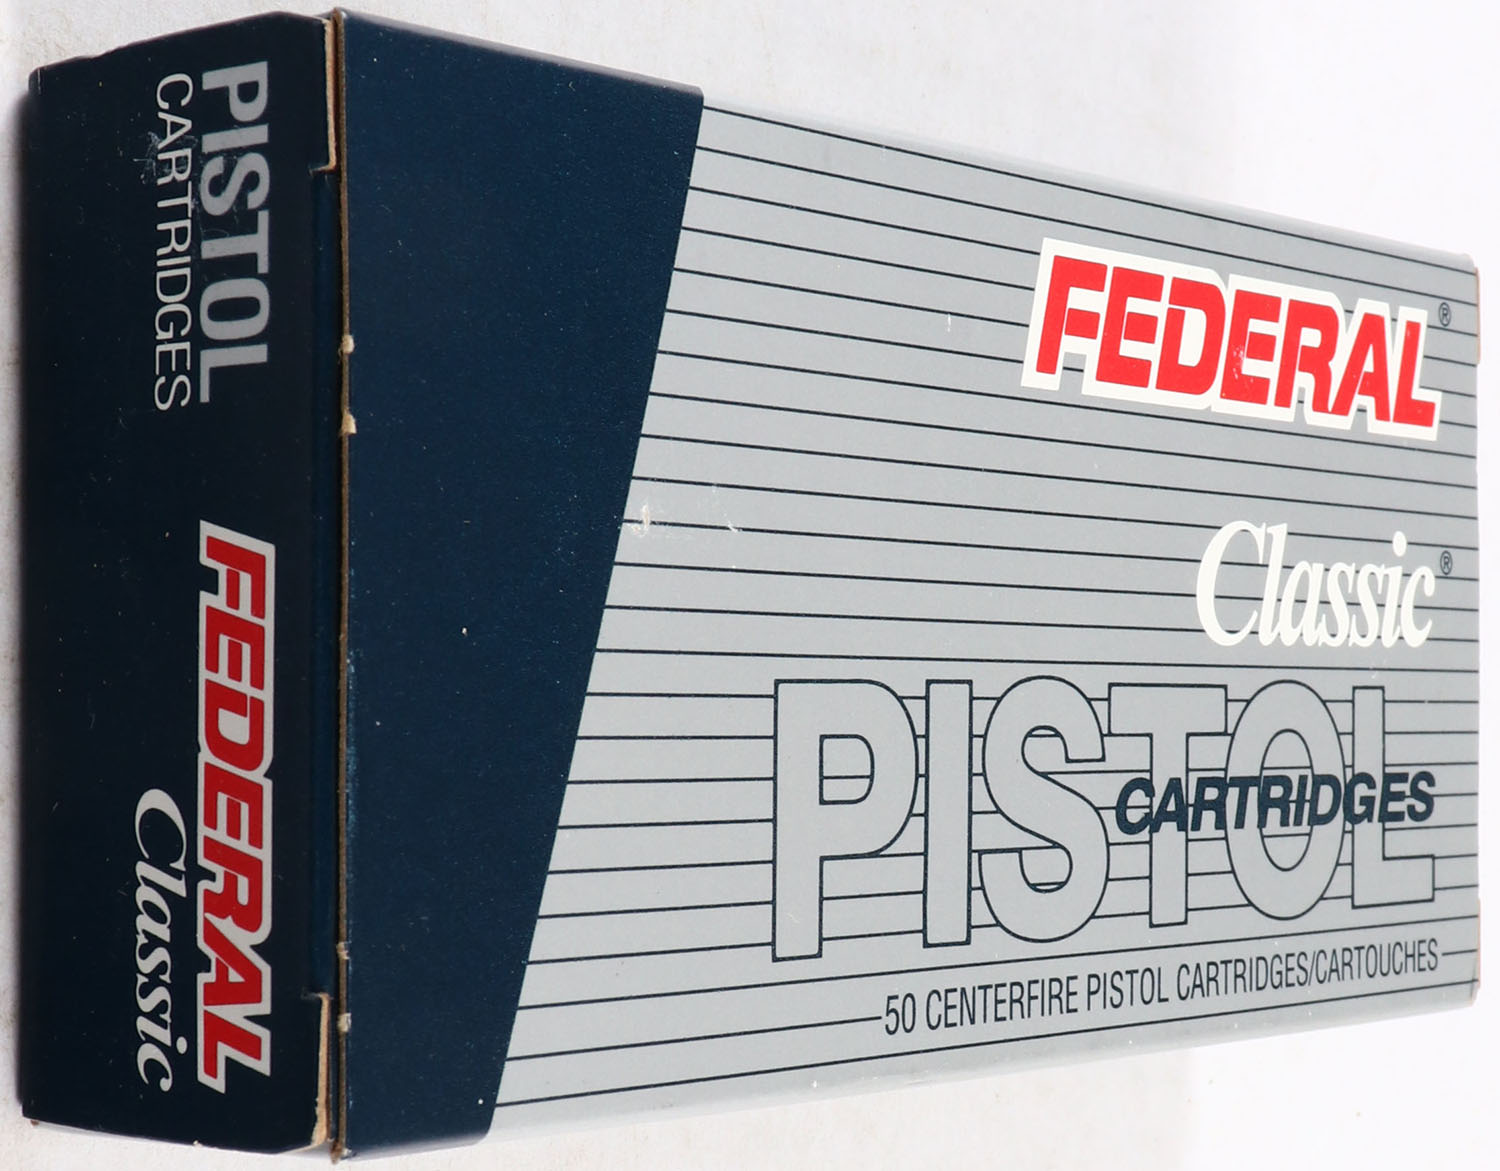 PISTOL
CARTRIDGES
FEDERAL
Classic
FEDERAL®
Classic®
PISTOL
CARTRIDGES
50 CENTERFIRE PISTOL CARTRIDGES/CARTOUCHES